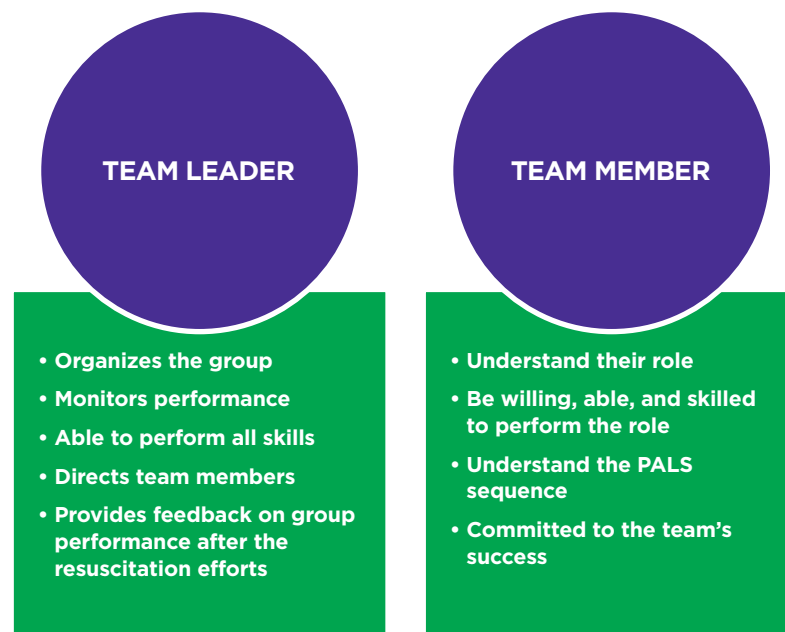 TEAM LEADER
• Organizes the group
• Monitors performance
• Able to perform all skills
• Directs team members
• Provides feedback on group
performance after the
resuscitation efforts
TEAM MEMBER
• Understand their role
• Be willing, able, and skilled
to perform the role
• Understand the PALS
sequence
• Committed to the team’s
success